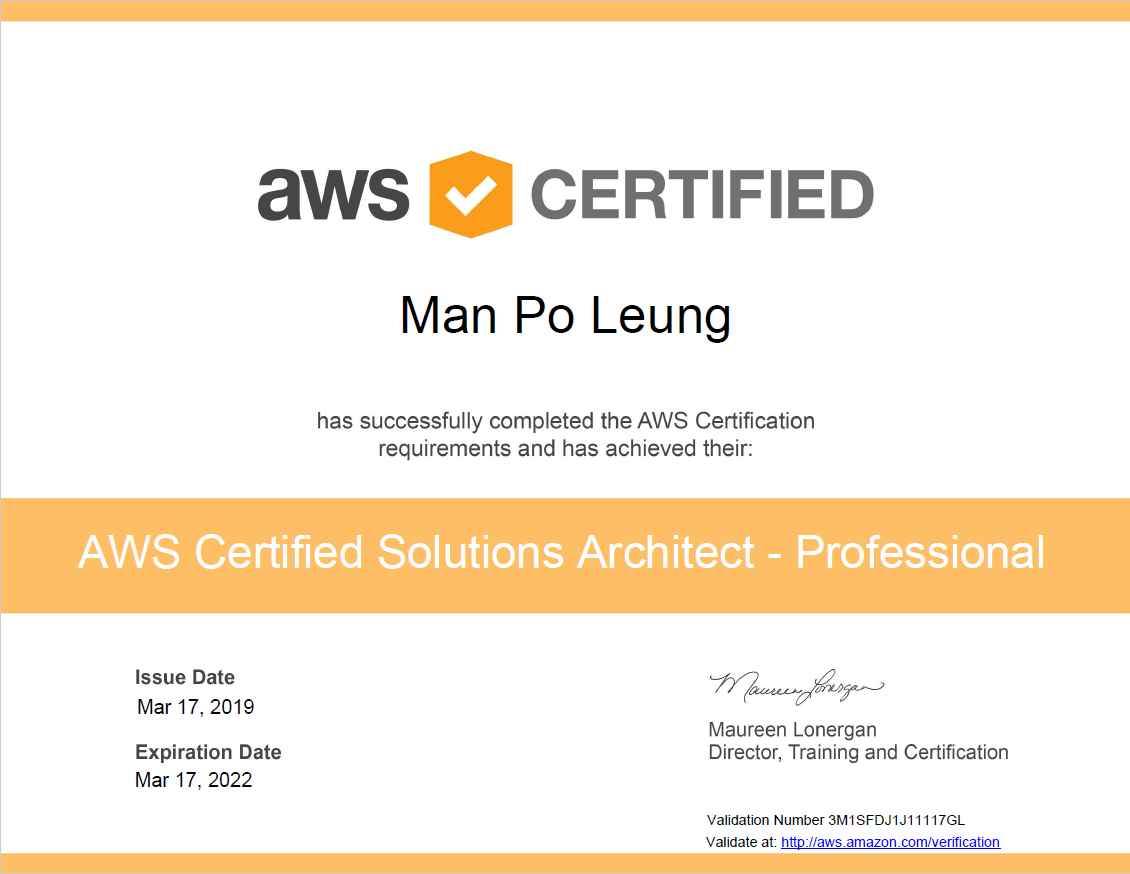 aws CERTIFIED
Man Po Leung
has successfully completed the AWS Certification
requirements and has achieved their:
AWS Certified Solutions Architect - Professional
Issue Date
Mar 17, 2019
Expiration Date
Mar 17, 2022
Maureen Lonergan
Maureen Lonergan
Director, Training and Certification
Validation Number 3M1SFDJ1J11117GL
Validate at: http://aws.amazon.com/verification